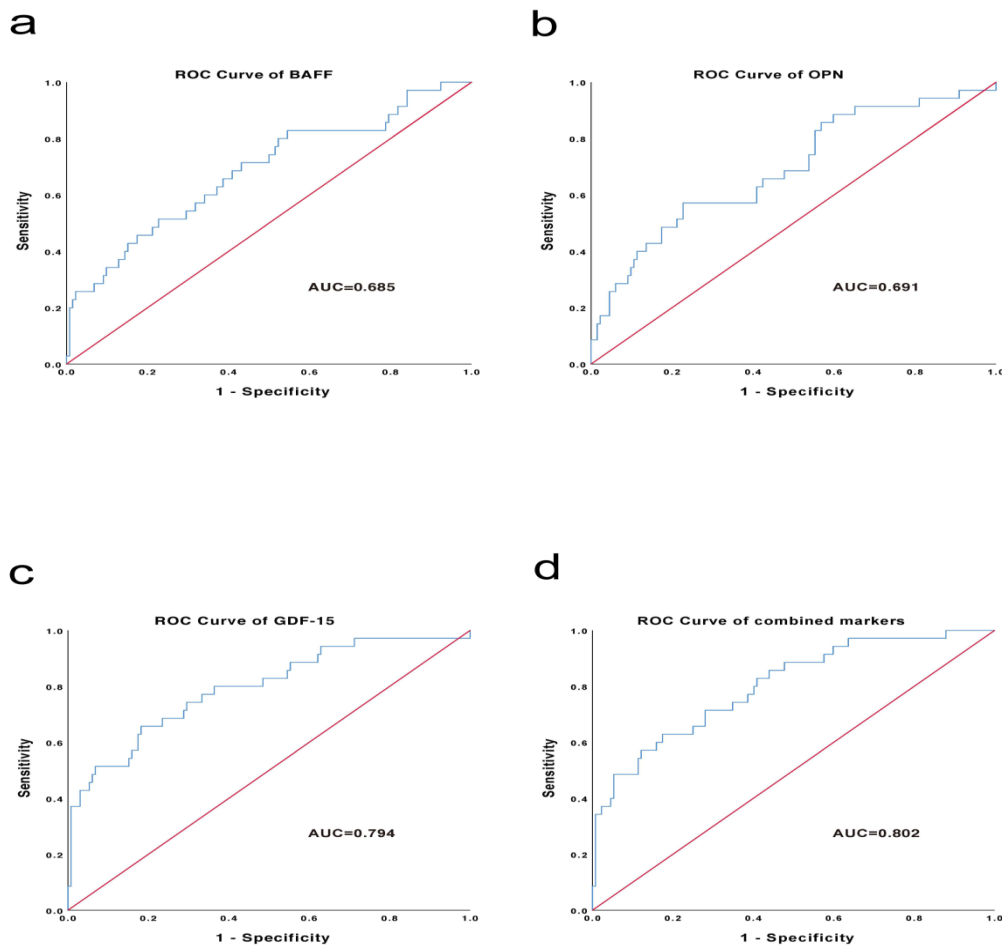 a
ROC Curve of BAFF
1.0
0.8
0.6
0.4
0.2
0.0
Sensitivity
AUC=0.685
0.0 0.2 0.4 0.6 0.8 1.0
1 - Specificity
b
ROC Curve of OPN
1.0
0.8
0.6
0.4
0.2
0.0
Sensitivity
AUC=0.691
0.0 0.2 0.4 0.6 0.8 1.0
1 - Specificity
c
ROC Curve of GDF-15
1.0
0.8
0.6
0.4
0.2
0.0
Sensitivity
AUC=0.794
0.0 0.2 0.4 0.6 0.8 1.0
1 - Specificity
d
ROC Curve of combined markers
1.0
0.8
0.6
0.4
0.2
0.0
Sensitivity
AUC=0.802
0.0 0.2 0.4 0.6 0.8 1.0
1 - Specificity